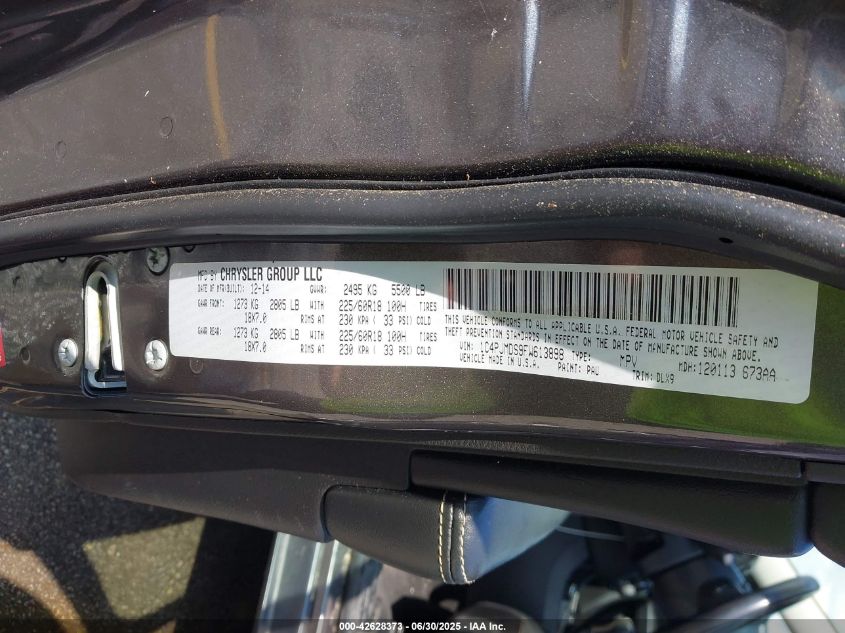 MFD BY CHRYSLER GROUP LLC
DATE OF MFR(BUILT): 12-14 GVWR: 2495 KG 5500 LB
GAWR FRONT: 1273 KG 2805 LB WITH 225/60R18 100H TIRES
18X7.0 RIMS AT 230 KPA ( 33 PSI) COLD
GAWR REAR: 1273 KG 2805 LB WITH 225/60R18 100H TIRES
18X7.0 RIMS AT 230 KPA ( 33 PSI) COLD
THIS VEHICLE CONFORMS TO ALL APPLICABLE U.S.A. FEDERAL MOTOR VEHICLE SAFETY AND
THEFT PREVENTION STANDARDS IN EFFECT ON THE DATE OF MANUFACTURE SHOWN ABOVE.
VIN: 1C4PJMDS9FW613898 TYPE: MPV MDH: 120113 673AA
VEHICLE MADE IN U.S.A. PAINT: PAU TRIM: DLX9
000-42628373 - 06/30/2025 - IAA Inc.